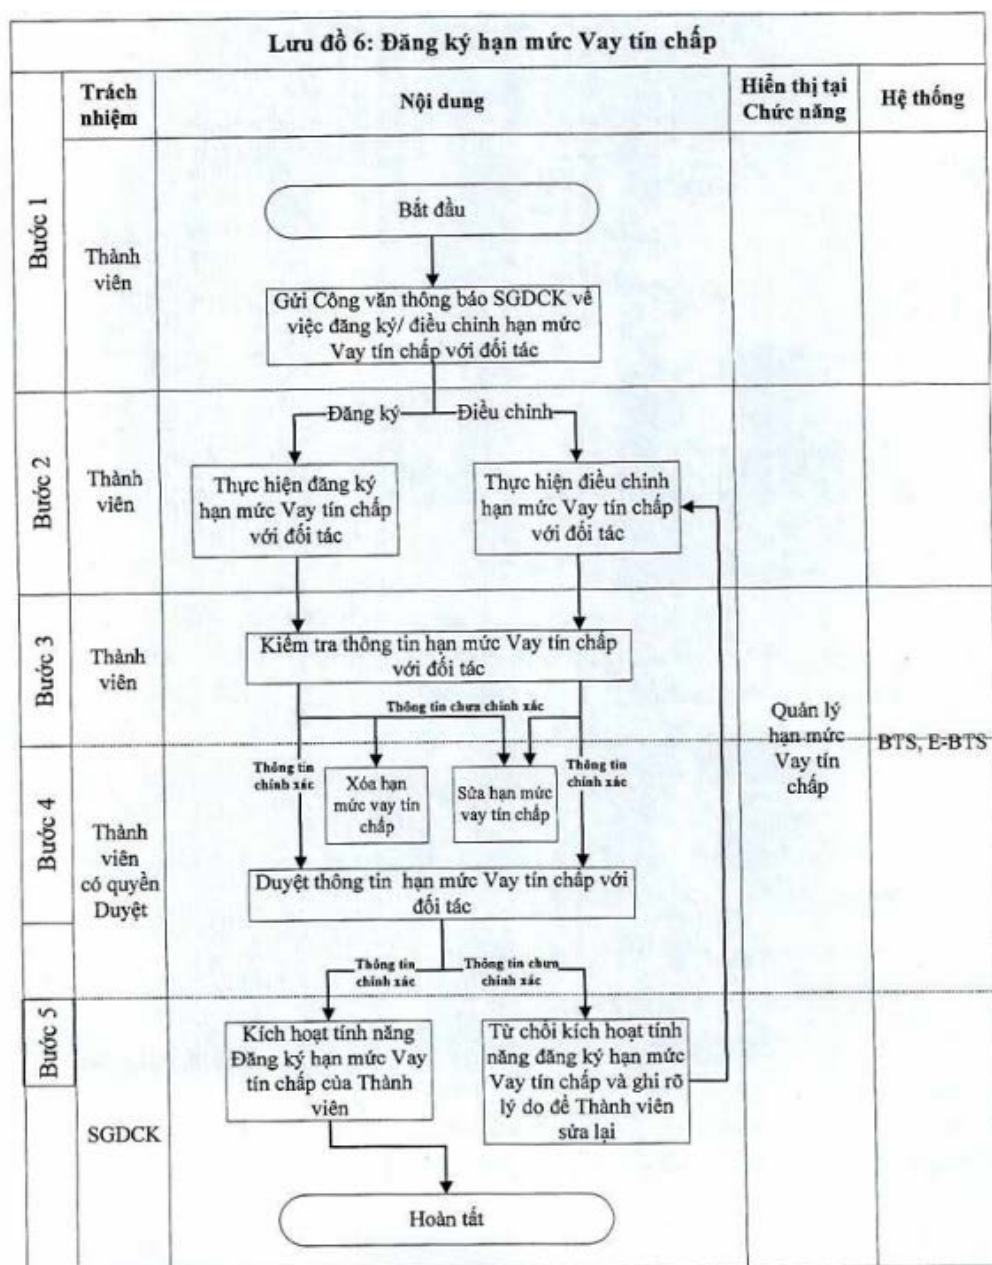 Lưu đồ 6: Đăng ký hạn mức Vay tín chấp
Trách
nhiệm
Nội dung
Hiển thị tại
Chức năng
Hệ thống
Bước 1
Thành
viên
Bắt đầu
Gửi Công văn thông báo SGDCK về
việc đăng ký/ điều chỉnh hạn mức
Vay tín chấp với đối tác
Đăng ký
Điều chỉnh
Bước 2
Thành
viên
Thực hiện đăng ký
hạn mức Vay tín chấp
với đối tác
Thực hiện điều chỉnh
hạn mức Vay tín chấp
với đối tác
Bước 3
Thành
viên
Kiểm tra thông tin hạn mức Vay tín chấp
với đối tác
Thông tin chưa chính xác
Quản lý
hạn mức
Vay tín
chấp
BTS, E-BTS
Bước 4
Thành
viên
có quyền
Duyệt
Thông tin
chính xác
Xóa hạn
mức vay tín
chấp
Sửa hạn mức
vay tín chấp
Thông tin
chính xác
Duyệt thông tin hạn mức Vay tín chấp với
đối tác
Thông tin
chính xác
Thông tin chưa
chính xác
Bước 5
SGDCK
Kích hoạt tính năng
Đăng ký hạn mức Vay
tín chấp của Thành
viên
Từ chối kích hoạt tính
năng đăng ký hạn mức
Vay tín chấp và ghi rõ
lý do để Thành viên
sửa lại
Hoàn tất